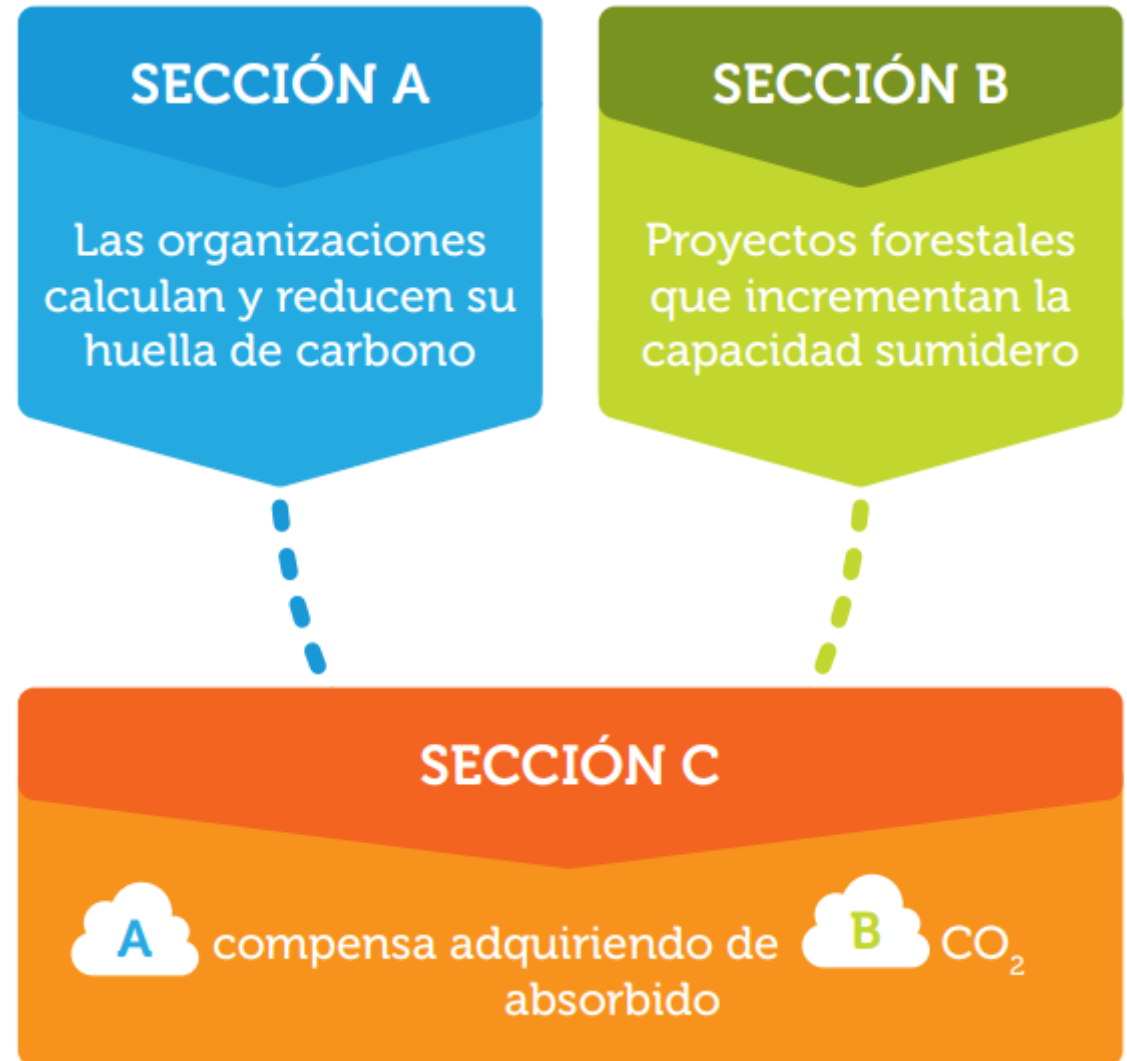 SECCIÓN A
Las organizaciones
calculan y reducen su
huella de carbono
SECCIÓN B
Proyectos forestales
que incrementan la
capacidad sumidero
SECCIÓN C
A compensa adquiriendo de B CO₂
absorbido